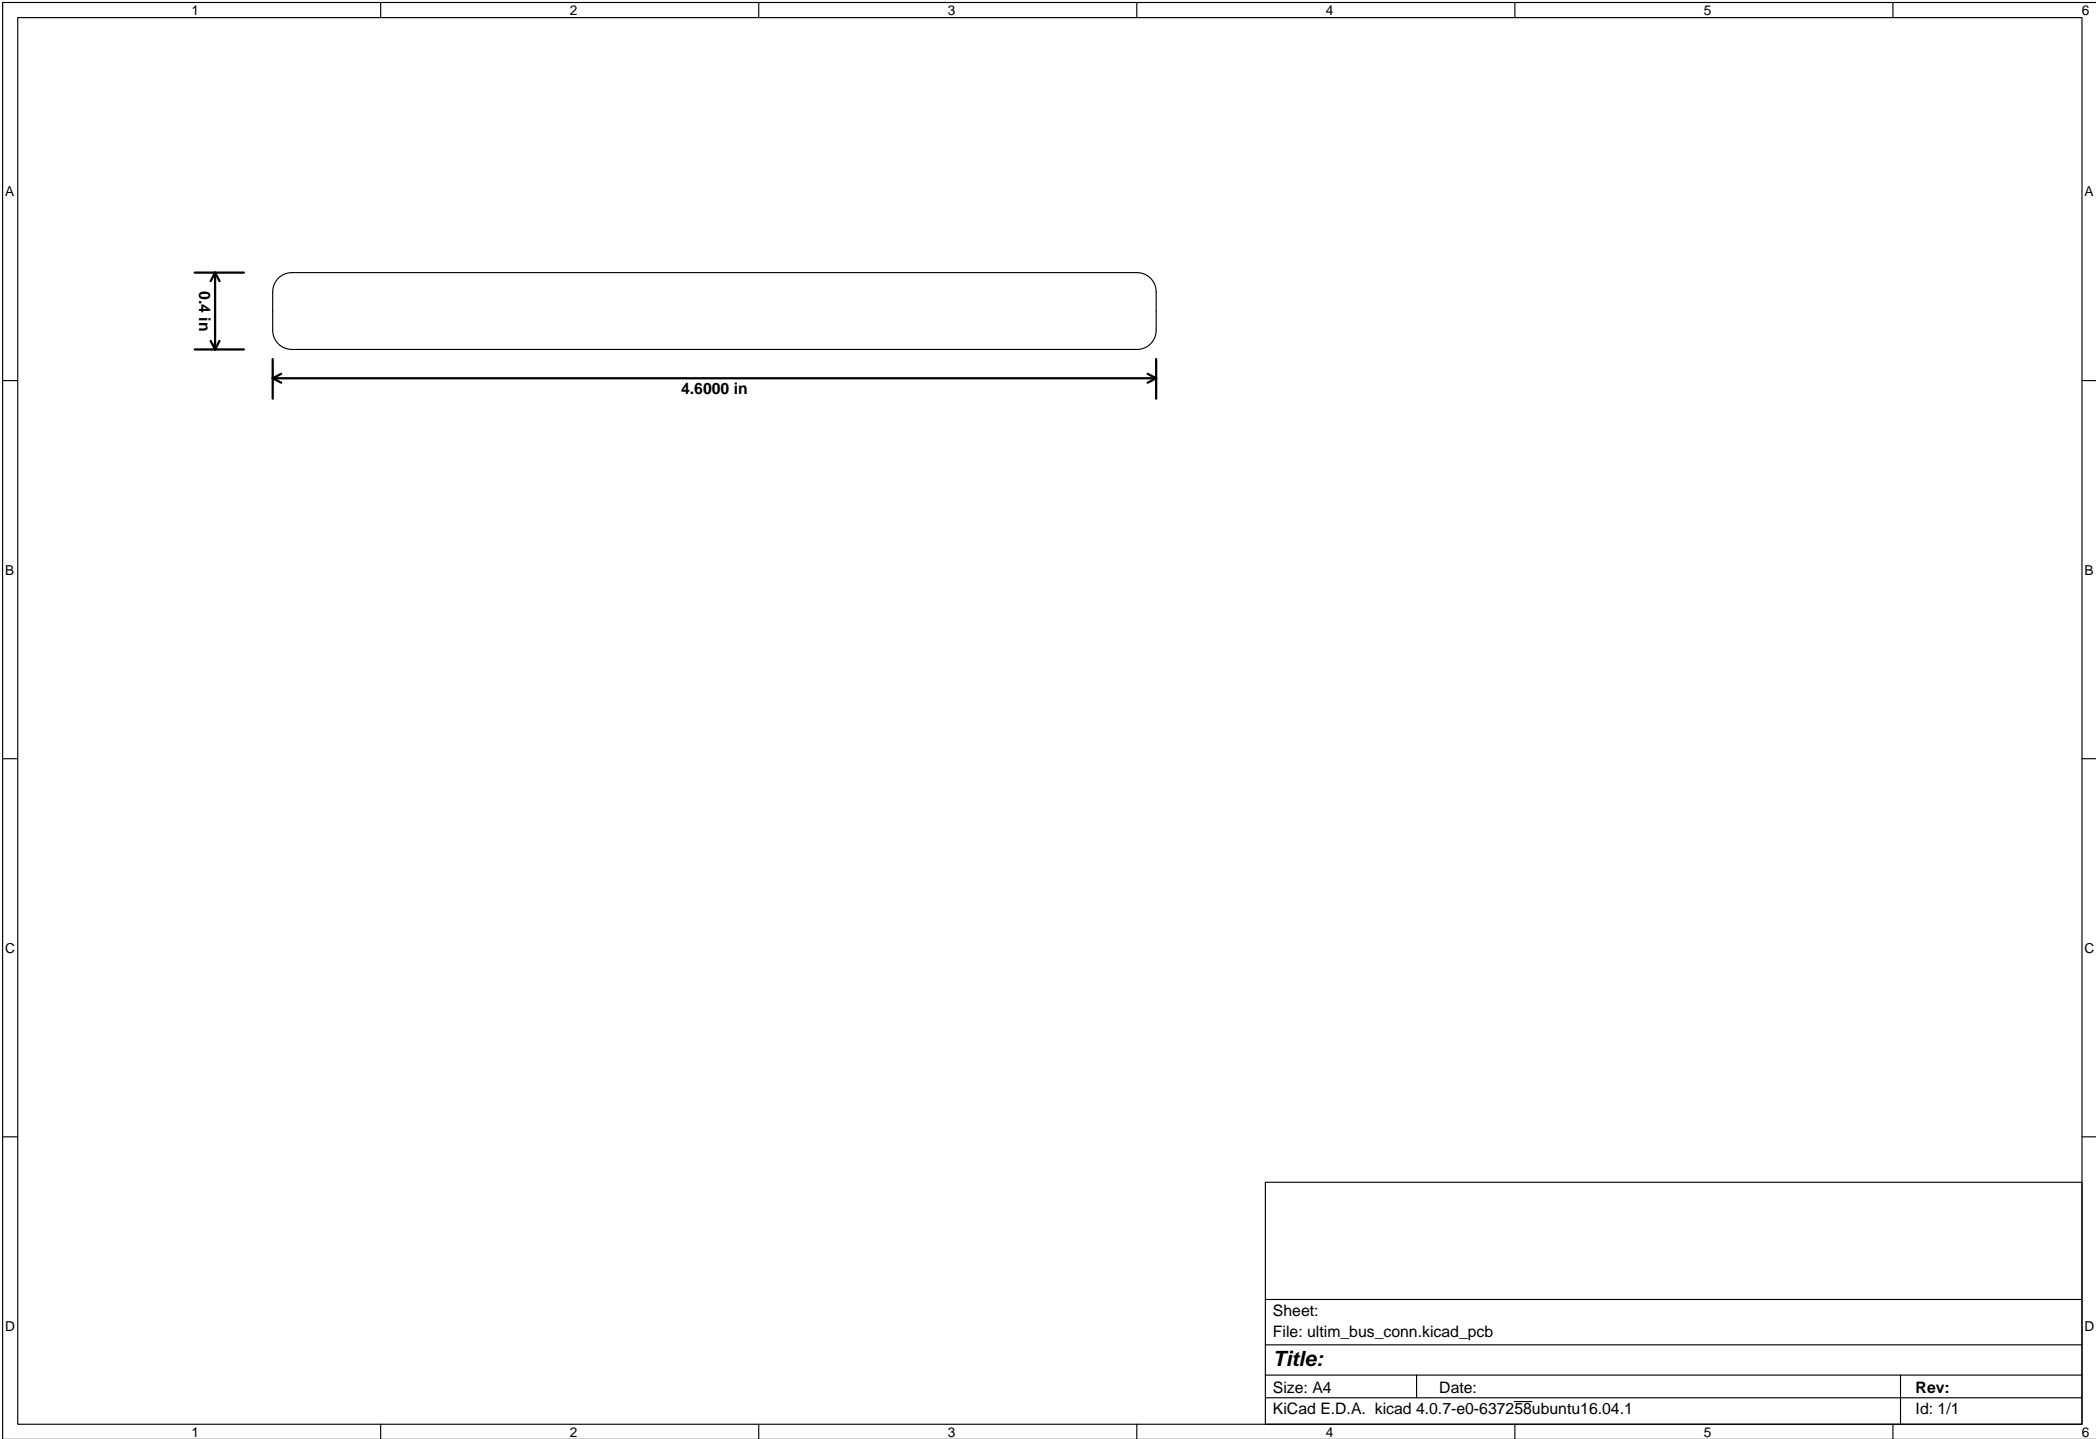 1 2 3 4 5 6
A A
0.4 in
4.6000 in
B B
C C
D D
Sheet:
File: ultim_bus_conn.kicad_pcb
Title:
Size: A4 Date: Rev:
KiCad E.D.A. kicad 4.0.7-e0-637258ubuntu16.04.1 Id: 1/1
1 2 3 4 5 6